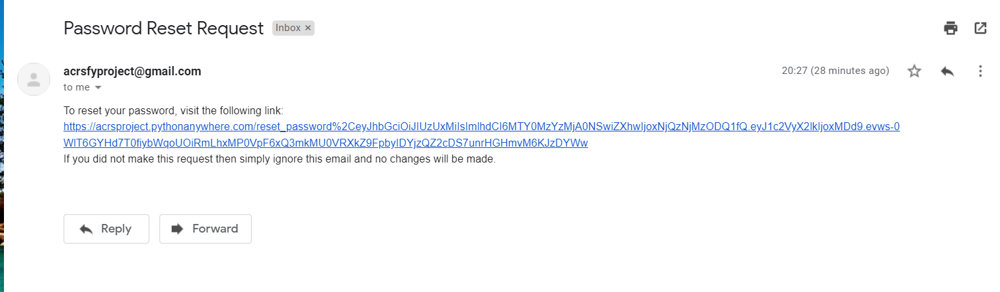 Password Reset Request Inbox ×
acrsfyproject@gmail.com 20:27 (28 minutes ago)
to me
To reset your password, visit the following link:
https://acrsproject.pythonanywhere.com/reset_password%2CeyJhbGciOiJIUzUxMiIsImlhdCI6MTY0MzYzMjA0NSwiZXhwIjoxNjQzNjMzODQ1fQ.eyJ1c2VyX2lkIjoxMDd9.evws-0
WlT6GYHd7T0fiybWqoUOiRmLhxMP0VpF6xQ3mkMU0VRXkZ9FpbyIDYjzQZ2cDS7unrHGHmvM6KJzDYWw
If you did not make this request then simply ignore this email and no changes will be made.
Reply Forward